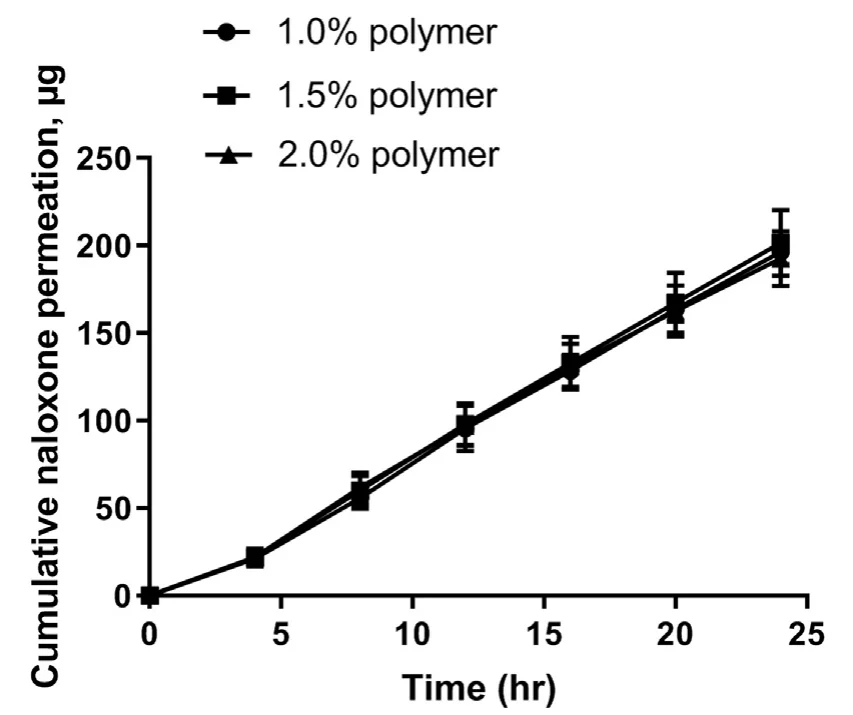 1.0% polymer
1.5% polymer
2.0% polymer
Cumulative naloxone permeation, µg
250
200
150
100
50
0
0 5 10 15 20 25
Time (hr)